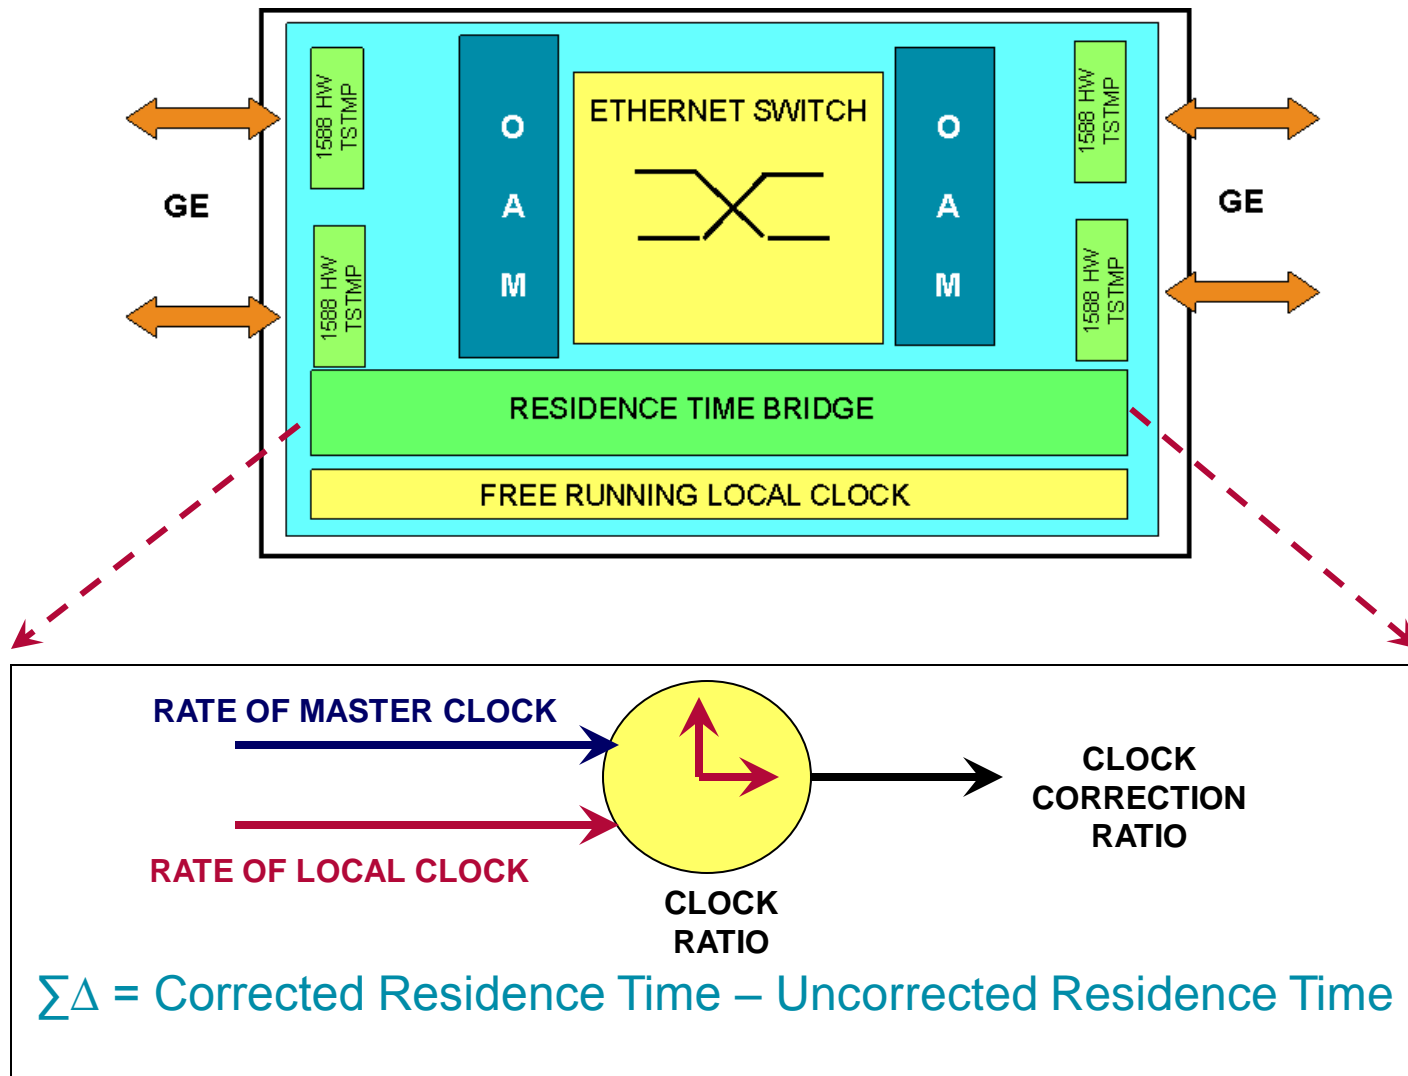 1588 HW
TSTMP
O
A
M
ETHERNET SWITCH
O
A
M
1588 HW
TSTMP
GE
GE
1588 HW
TSTMP
1588 HW
TSTMP
RESIDENCE TIME BRIDGE
FREE RUNNING LOCAL CLOCK
RATE OF MASTER CLOCK
RATE OF LOCAL CLOCK
CLOCK
RATIO
CLOCK
CORRECTION
RATIO
∑∆ = Corrected Residence Time – Uncorrected Residence Time